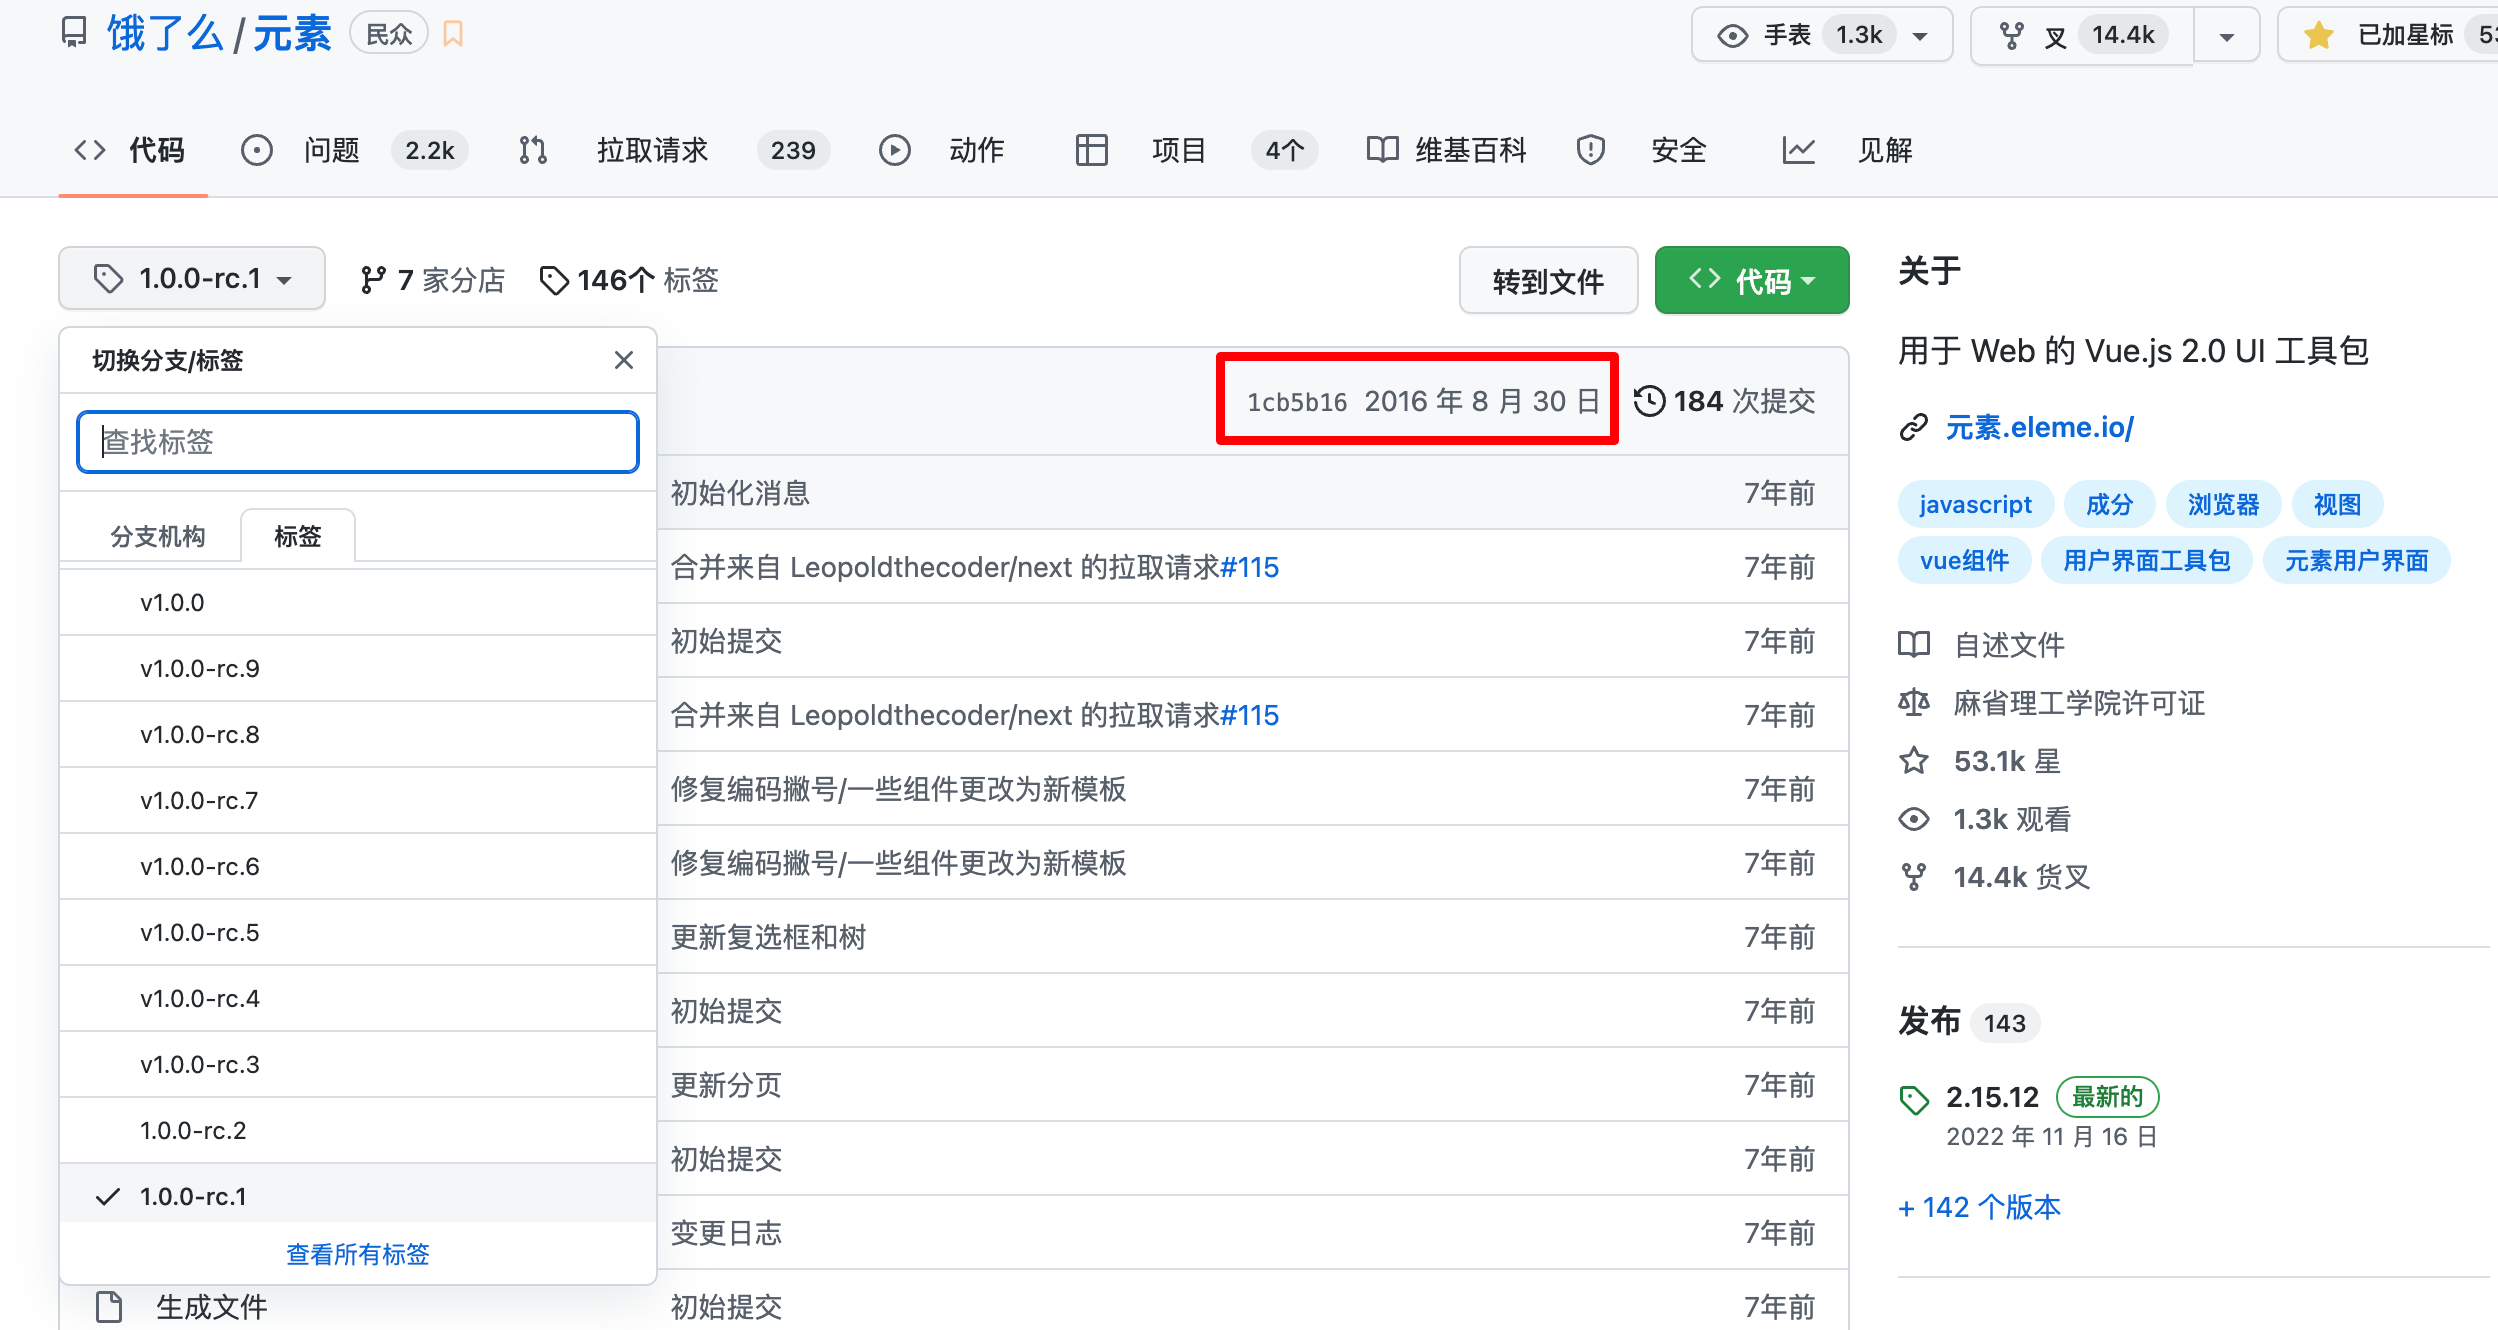 饿了么 / 元素 民众
手表 1.3k 叉 14.4k 已加星标
代码 问题 2.2k 拉取请求 239 动作 项目 4个 维基百科 安全 见解
1.0.0-rc.1 7 家分店 146个 标签 转到文件 代码
切换分支/标签
查找标签
分支机构 标签
v1.0.0
v1.0.0-rc.9
v1.0.0-rc.8
v1.0.0-rc.7
v1.0.0-rc.6
v1.0.0-rc.5
v1.0.0-rc.4
v1.0.0-rc.3
1.0.0-rc.2
1.0.0-rc.1
查看所有标签
1cb5b16 2016 年 8 月 30 日 184 次提交
初始化消息 7年前
合并来自 Leopoldthecoder/next 的拉取请求#115 7年前
初始提交 7年前
合并来自 Leopoldthecoder/next 的拉取请求#115 7年前
修复编码撇号/一些组件更改为新模板 7年前
修复编码撇号/一些组件更改为新模板 7年前
更新复选框和树 7年前
初始提交 7年前
更新分页 7年前
初始提交 7年前
变更日志 7年前
生成文件 初始提交 7年前
关于
用于 Web 的 Vue.js 2.0 UI 工具包
元素.eleme.io/
javascript 成分 浏览器 视图
vue组件 用户界面工具包 元素用户界面
自述文件
麻省理工学院许可证
53.1k 星
1.3k 观看
14.4k 货叉
发布 143
2.15.12 最新的
2022 年 11 月 16 日
+ 142 个版本